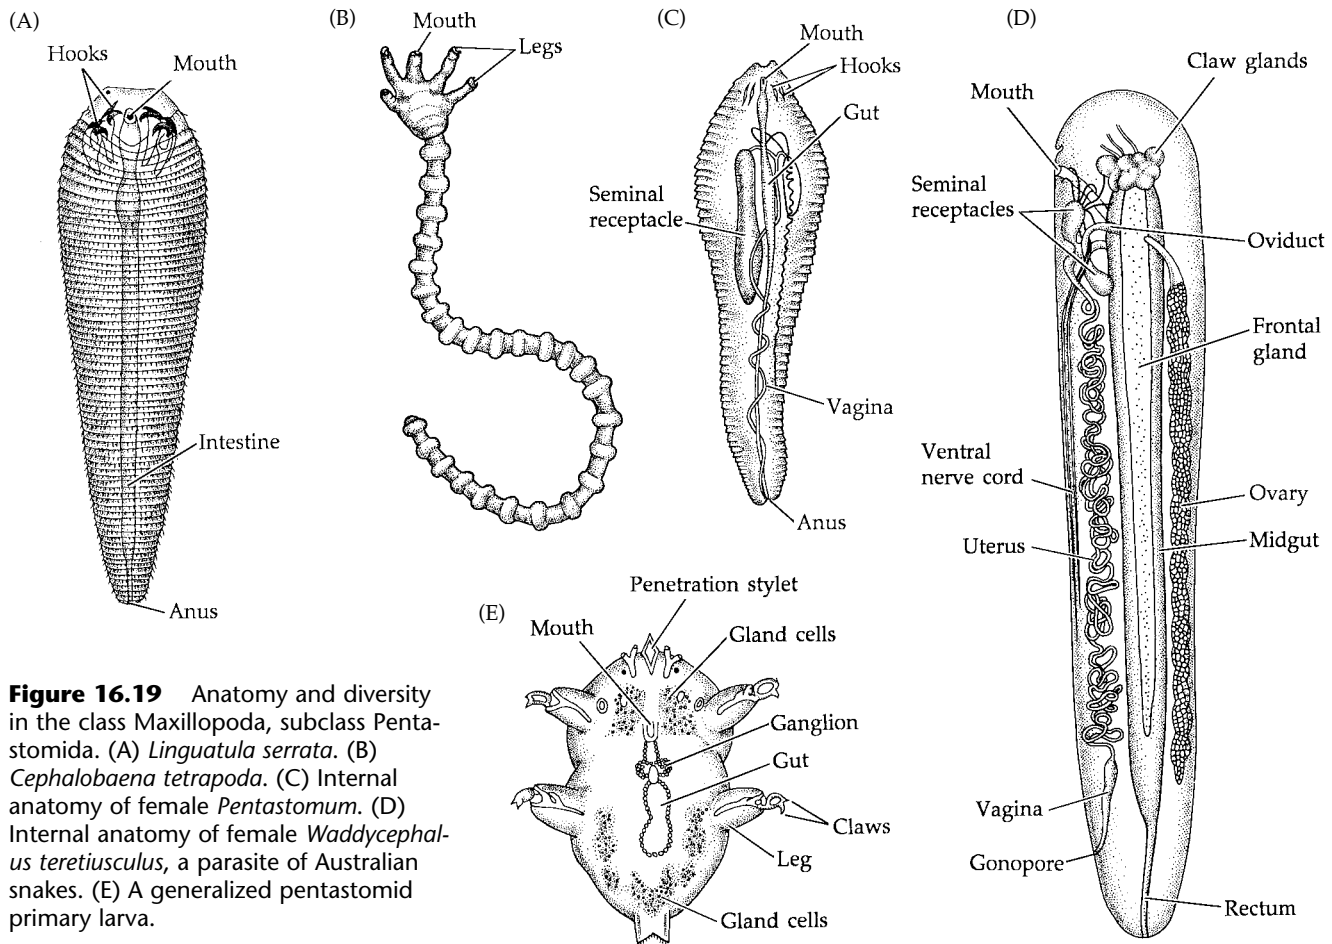 (A)
Hooks
Mouth
Intestine
Anus
(B)
Mouth
Legs
(C)
Mouth
Hooks
Gut
Seminal
receptacle
Vagina
Anus
(D)
Claw glands
Mouth
Seminal
receptacles
Oviduct
Frontal
gland
Ventral
nerve cord
Ovary
Uterus
Midgut
Vagina
Gonopore
Rectum
(E)
Penetration stylet
Mouth
Gland cells
Ganglion
Gut
Claws
Leg
Gland cells
Figure 16.19 Anatomy and diversity
in the class Maxillopoda, subclass Penta-
stomida. (A) Linguatula serrata. (B)
Cephalobaena tetrapoda. (C) Internal
anatomy of female Pentastomum. (D)
Internal anatomy of female Waddycephal-
us teretiusculus, a parasite of Australian
snakes. (E) A generalized pentastomid
primary larva.